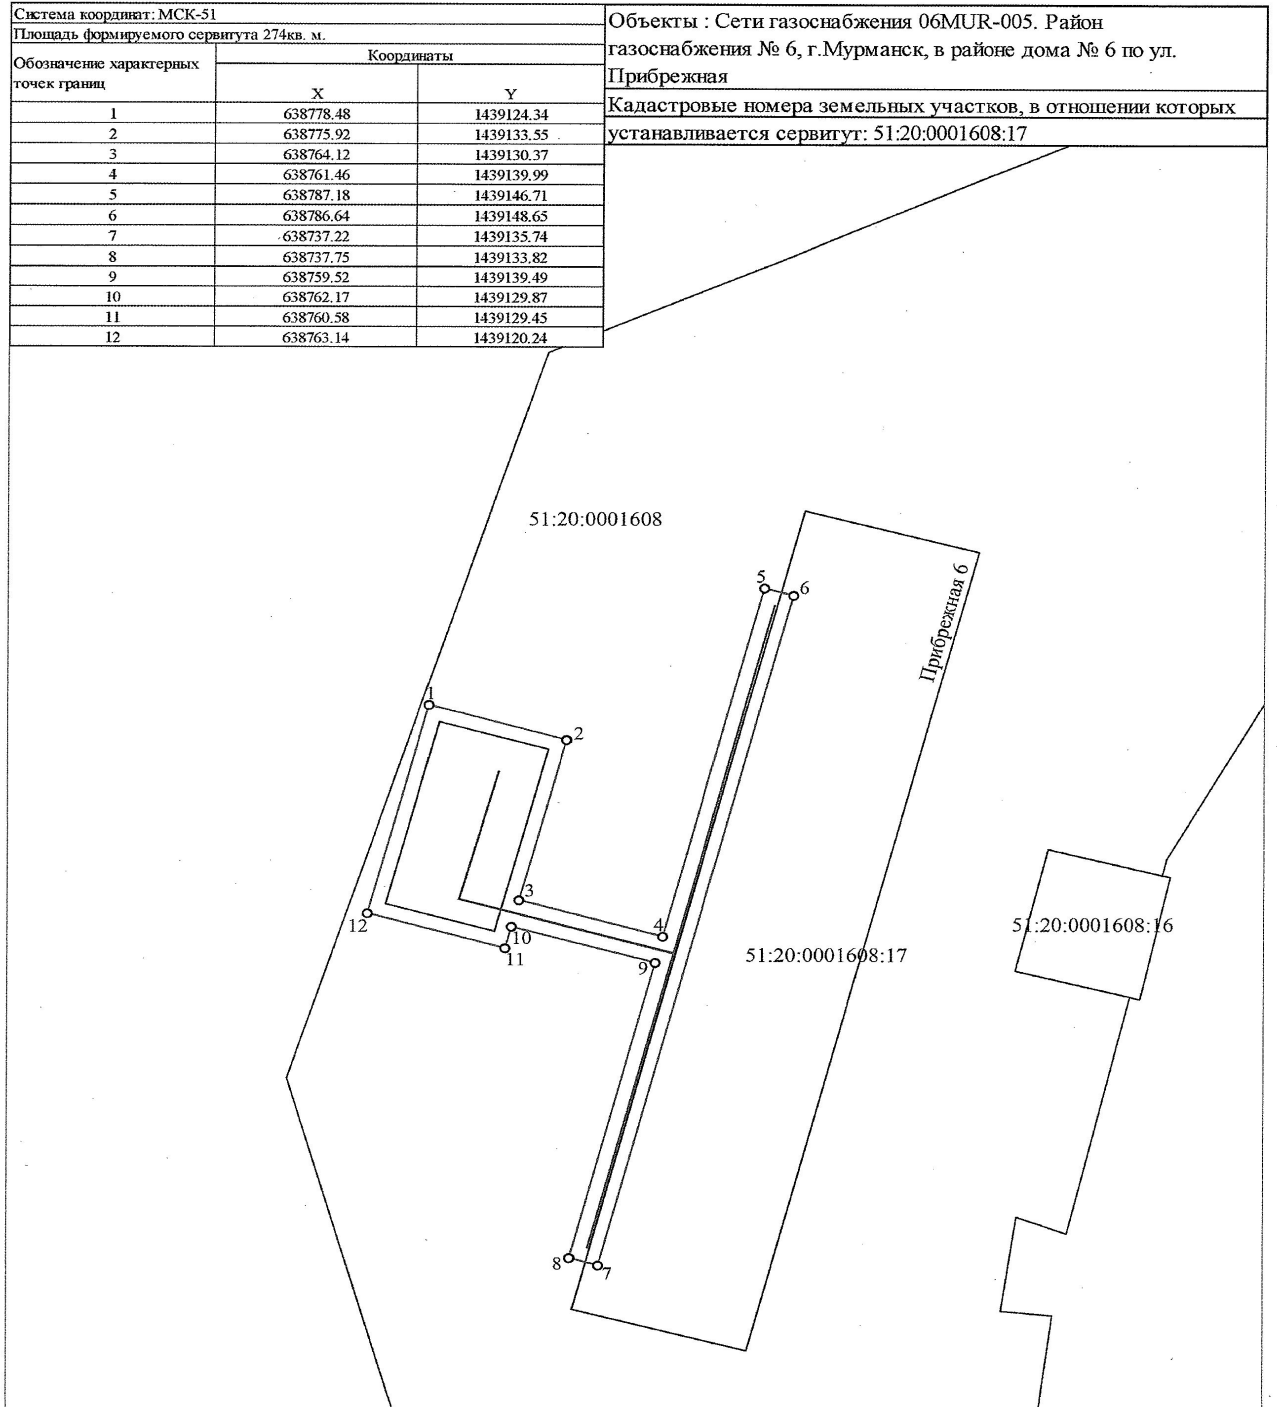 Система координат: МСК-51
Площадь формируемого сервитута 274кв. м.
Обозначение характерных точек границ
Координаты
X Y
1 638778.48 1439124.34
2 638775.92 1439133.55
3 638764.12 1439130.37
4 638761.46 1439139.99
5 638787.18 1439146.71
6 638786.64 1439148.65
7 638737.22 1439135.74
8 638737.75 1439133.82
9 638759.52 1439139.49
10 638762.17 1439129.87
11 638760.58 1439129.45
12 638763.14 1439120.24
Объекты : Сети газоснабжения 06MUR-005. Район
газоснабжения № 6, г.Мурманск, в районе дома № 6 по ул.
Прибрежная
Кадастровые номера земельных участков, в отношении которых
устанавливается сервитут: 51:20:0001608:17
51:20:0001608
5
6
Прибрежная 6
1
2
3
12
4
10
11
9
51:20:0001608:17
51:20:0001608:16
8
7